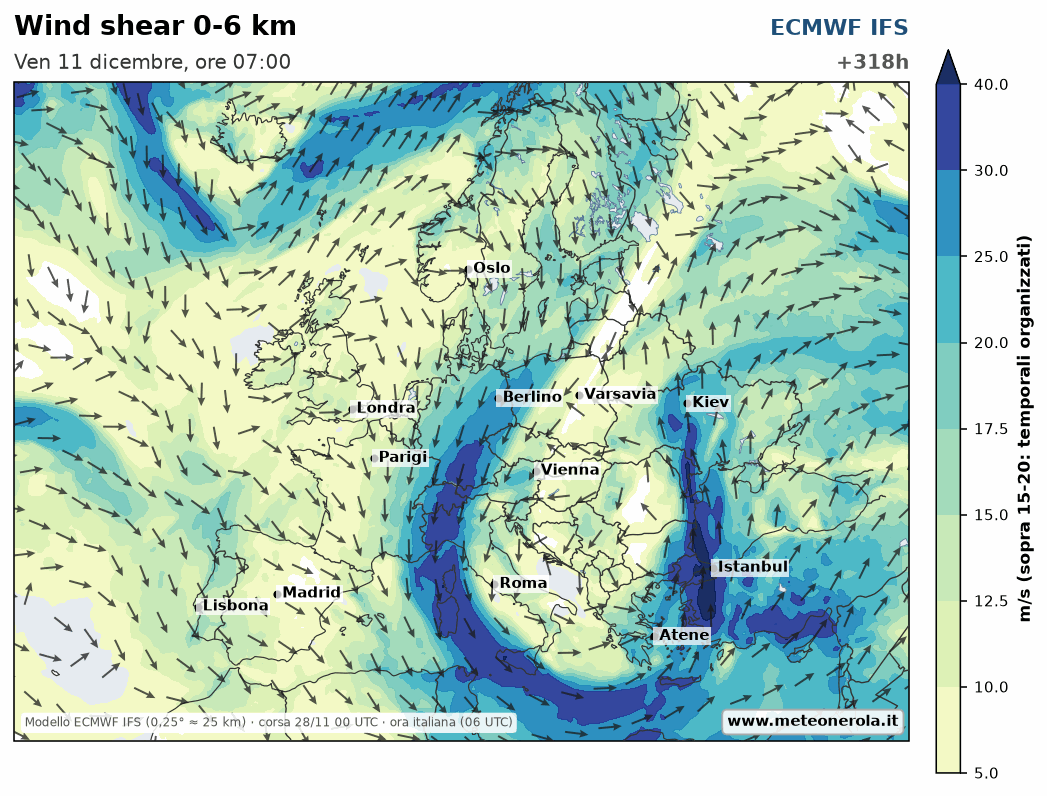 Wind shear 0-6 km
ECMWF IFS
Ven 11 dicembre, ore 07:00
+318h
40.0
30.0
25.0
20.0
17.5
15.0
12.5
10.0
5.0
m/s (sopra 15-20: temporali organizzati)
Oslo
Berlino
Varsavia
Kiev
Londra
Parigi
Vienna
Istanbul
Roma
Madrid
Lisbona
Atene
Modello ECMWF IFS (0,25° ≈ 25 km) · corsa 28/11 00 UTC · ora italiana (06 UTC)
www.meteonerola.it